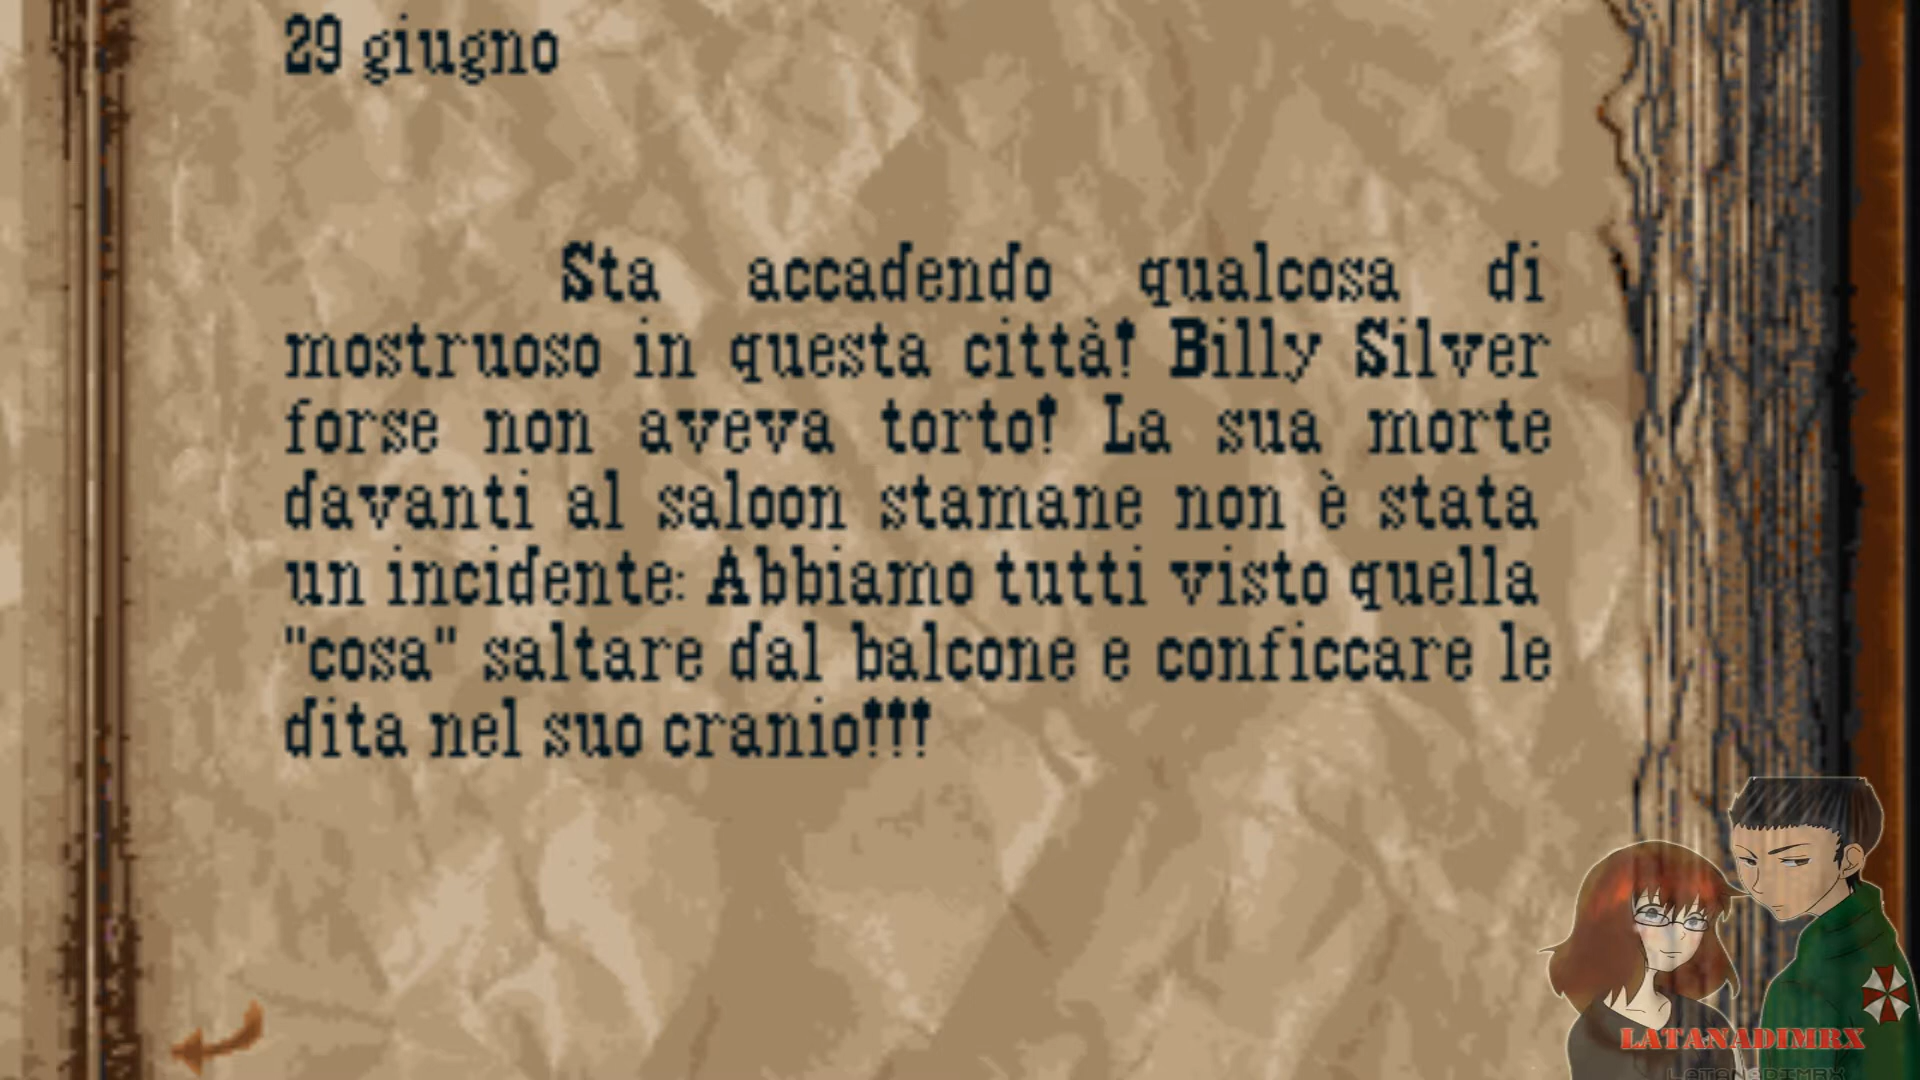 29 giugno
Sta accadendo qualcosa di
mostruoso in questa città! Billy Silver
forse non aveva torto! La sua morte
davanti al saloon stamane non è stata
un incidente: Abbiamo tutti visto quella
"cosa" saltare dal balcone e conficcare le
dita nel suo cranio!!!
LATANADIMRX
LATANADIMRX